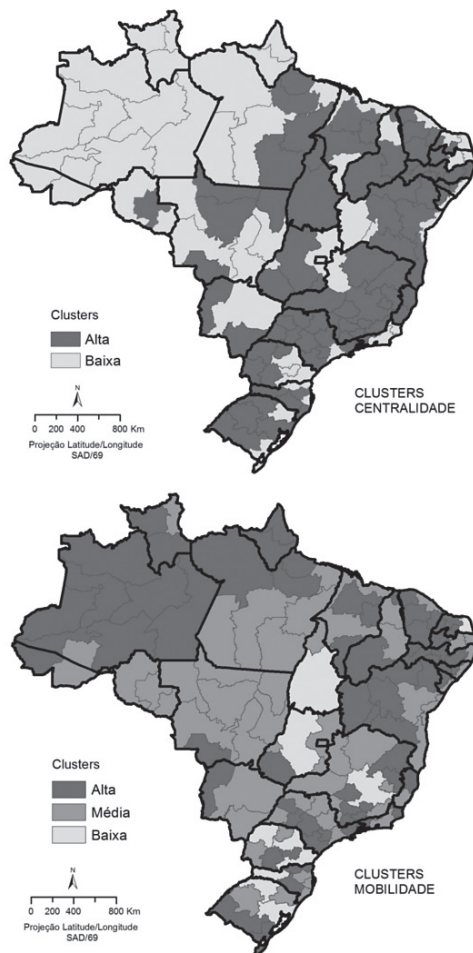 Clusters
Alta
Baixa
N
0 200 400 800 Km
Projeção Latitude/Longitude
SAD/69
CLUSTERS
CENTRALIDADE
Clusters
Alta
Média
Baixa
N
0 200 400 800 Km
Projeção Latitude/Longitude
SAD/69
CLUSTERS
MOBILIDADE